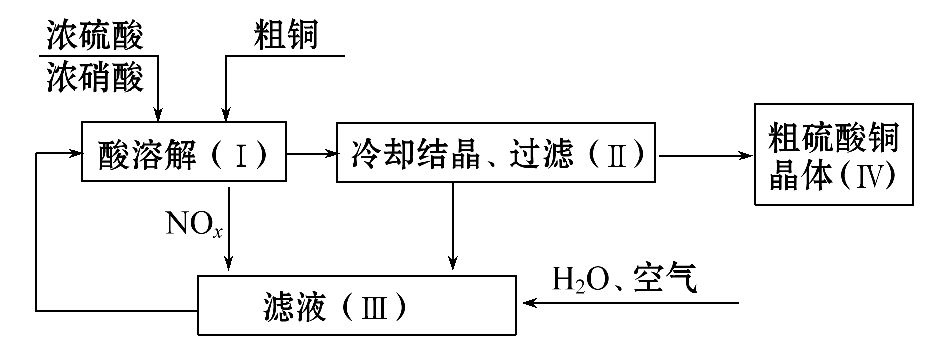 浓硫酸
浓硝酸
粗铜
酸溶解(Ⅰ)
冷却结晶、过滤(Ⅱ)
粗硫酸铜
晶体(Ⅳ)
NOₓ
H₂O、空气
滤液(Ⅲ)